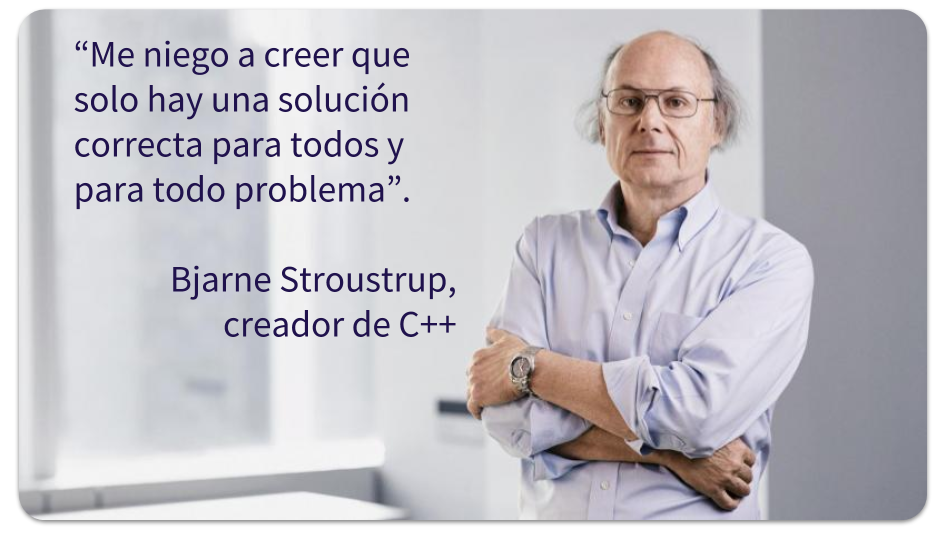 “Me niego a creer que
solo hay una solución
correcta para todos y
para todo problema”.
Bjarne Stroustrup,
creador de C++